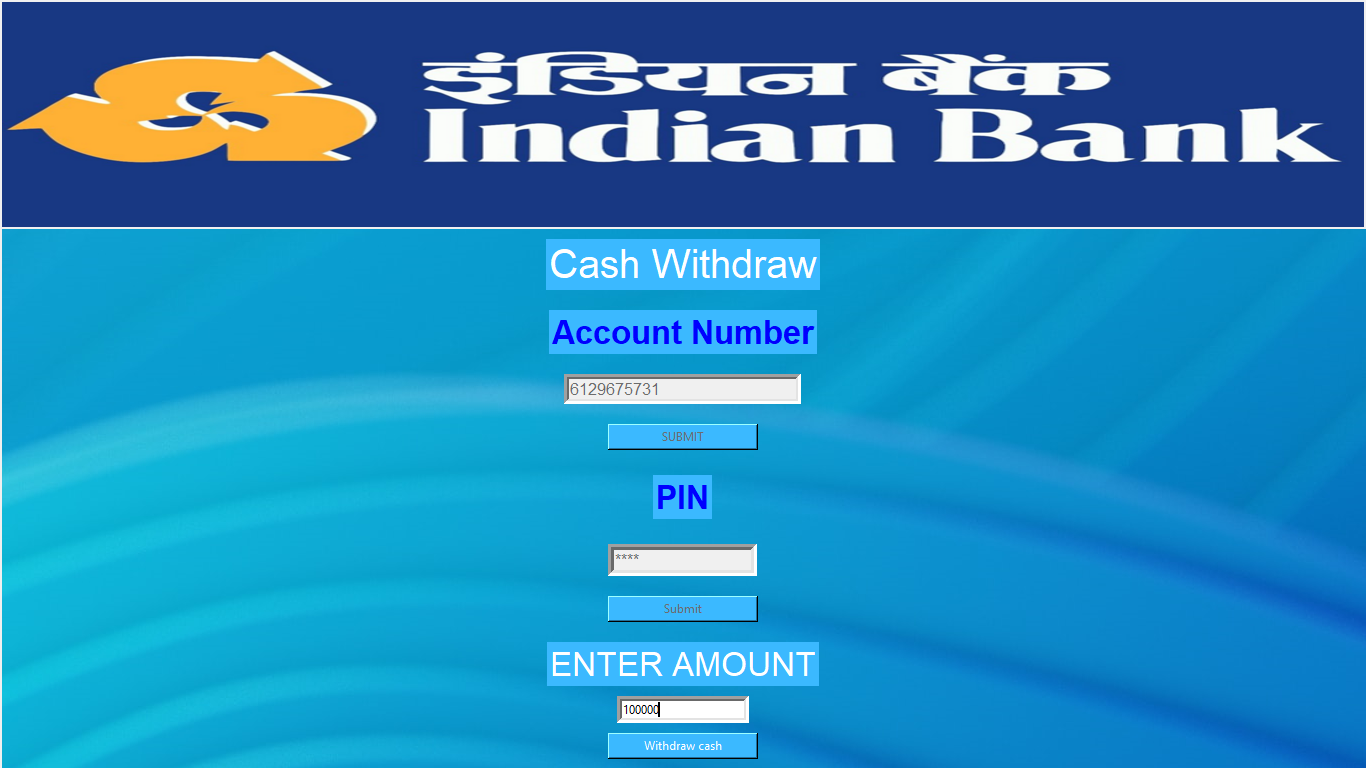 इंडियन बैंक
Indian Bank
Cash Withdraw
Account Number
6129675731
SUBMIT
PIN
****
Submit
ENTER AMOUNT
100000
Withdraw cash